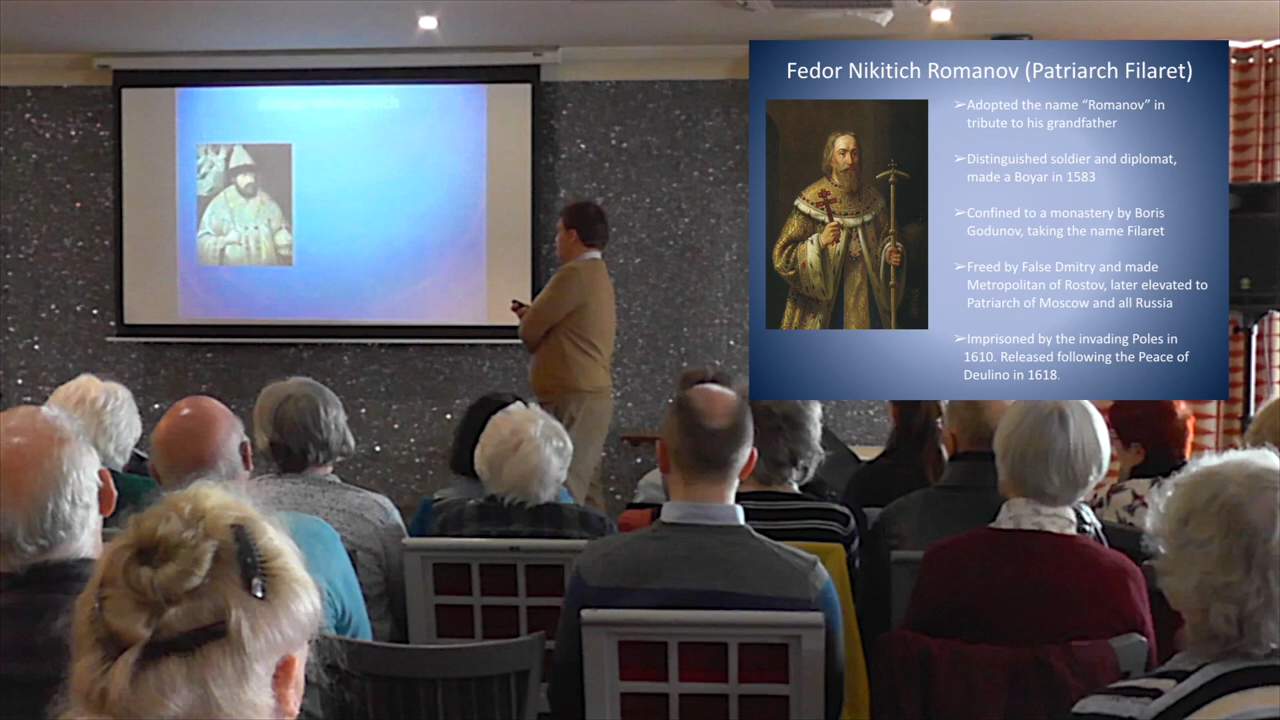 Fedor Nikitich Romanov (Patriarch Filaret)
➢Adopted the name “Romanov” in
tribute to his grandfather
➢Distinguished soldier and diplomat,
made a Boyar in 1583
➢Confined to a monastery by Boris
Godunov, taking the name Filaret
➢Freed by False Dmitry and made
Metropolitan of Rostov, later elevated to
Patriarch of Moscow and all Russia
➢Imprisoned by the invading Poles in
1610. Released following the Peace of
Deulino in 1618.